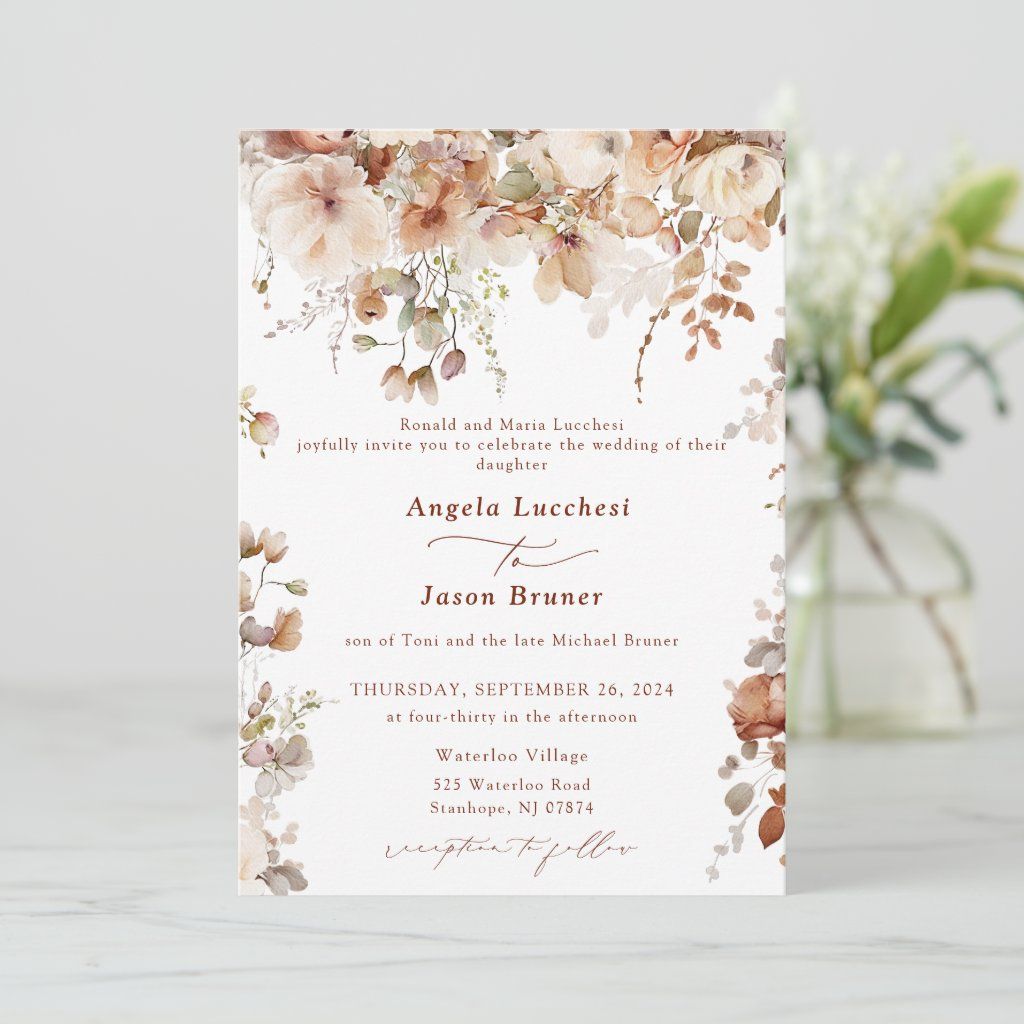 Ronald and Maria Lucchesi
joyfully invite you to celebrate the wedding of their
daughter
Angela Lucchesi
to
Jason Bruner
son of Toni and the late Michael Bruner
THURSDAY, SEPTEMBER 26, 2024
at four-thirty in the afternoon
Waterloo Village
525 Waterloo Road
Stanhope, NJ 07874
reception to follow